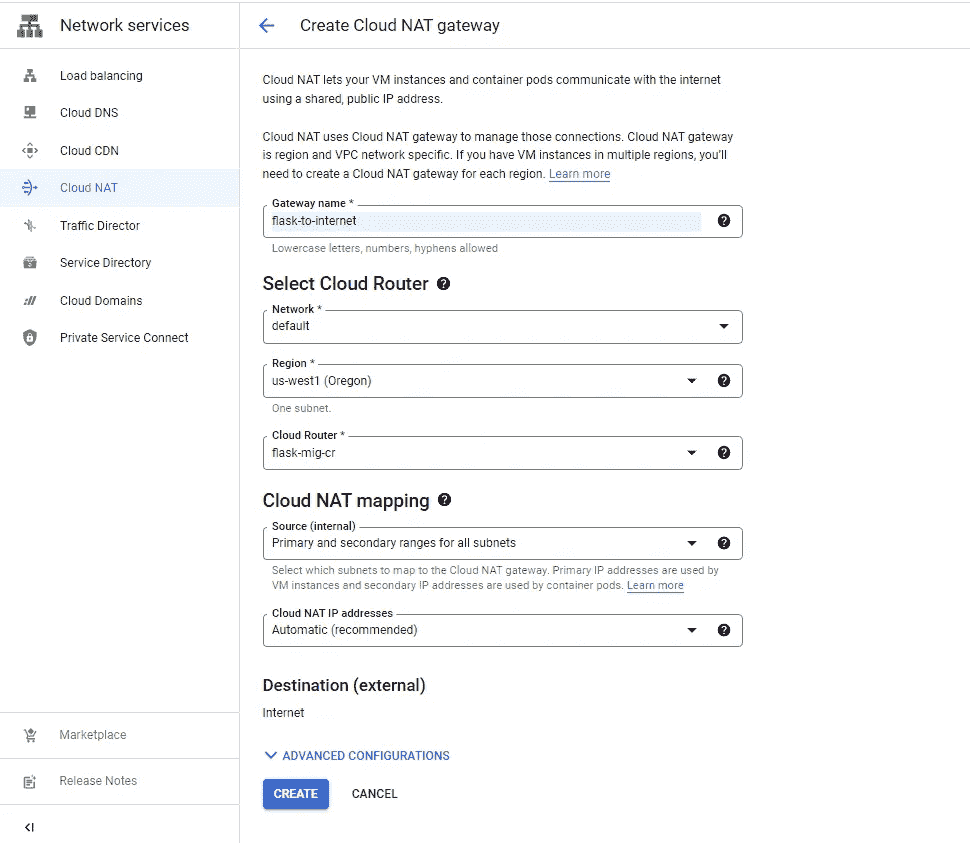 Network services
Create Cloud NAT gateway
Load balancing
Cloud DNS
Cloud CDN
Cloud NAT
Traffic Director
Service Directory
Cloud Domains
Private Service Connect
Marketplace
Release Notes
Cloud NAT lets your VM instances and container pods communicate with the internet
using a shared, public IP address.
Cloud NAT uses Cloud NAT gateway to manage those connections. Cloud NAT gateway
is region and VPC network specific. If you have VM instances in multiple regions, you'll
need to create a Cloud NAT gateway for each region. Learn more
Gateway name *
flask-to-internet
Lowercase letters, numbers, hyphens allowed
Select Cloud Router
Network *
default
Region *
us-west1 (Oregon)
One subnet.
Cloud Router *
flask-mig-cr
Cloud NAT mapping
Source (internal)
Primary and secondary ranges for all subnets
Select which subnets to map to the Cloud NAT gateway. Primary IP addresses are used by
VM instances and secondary IP addresses are used by container pods. Learn more
Cloud NAT IP addresses
Automatic (recommended)
Destination (external)
Internet
ADVANCED CONFIGURATIONS
CREATE CANCEL